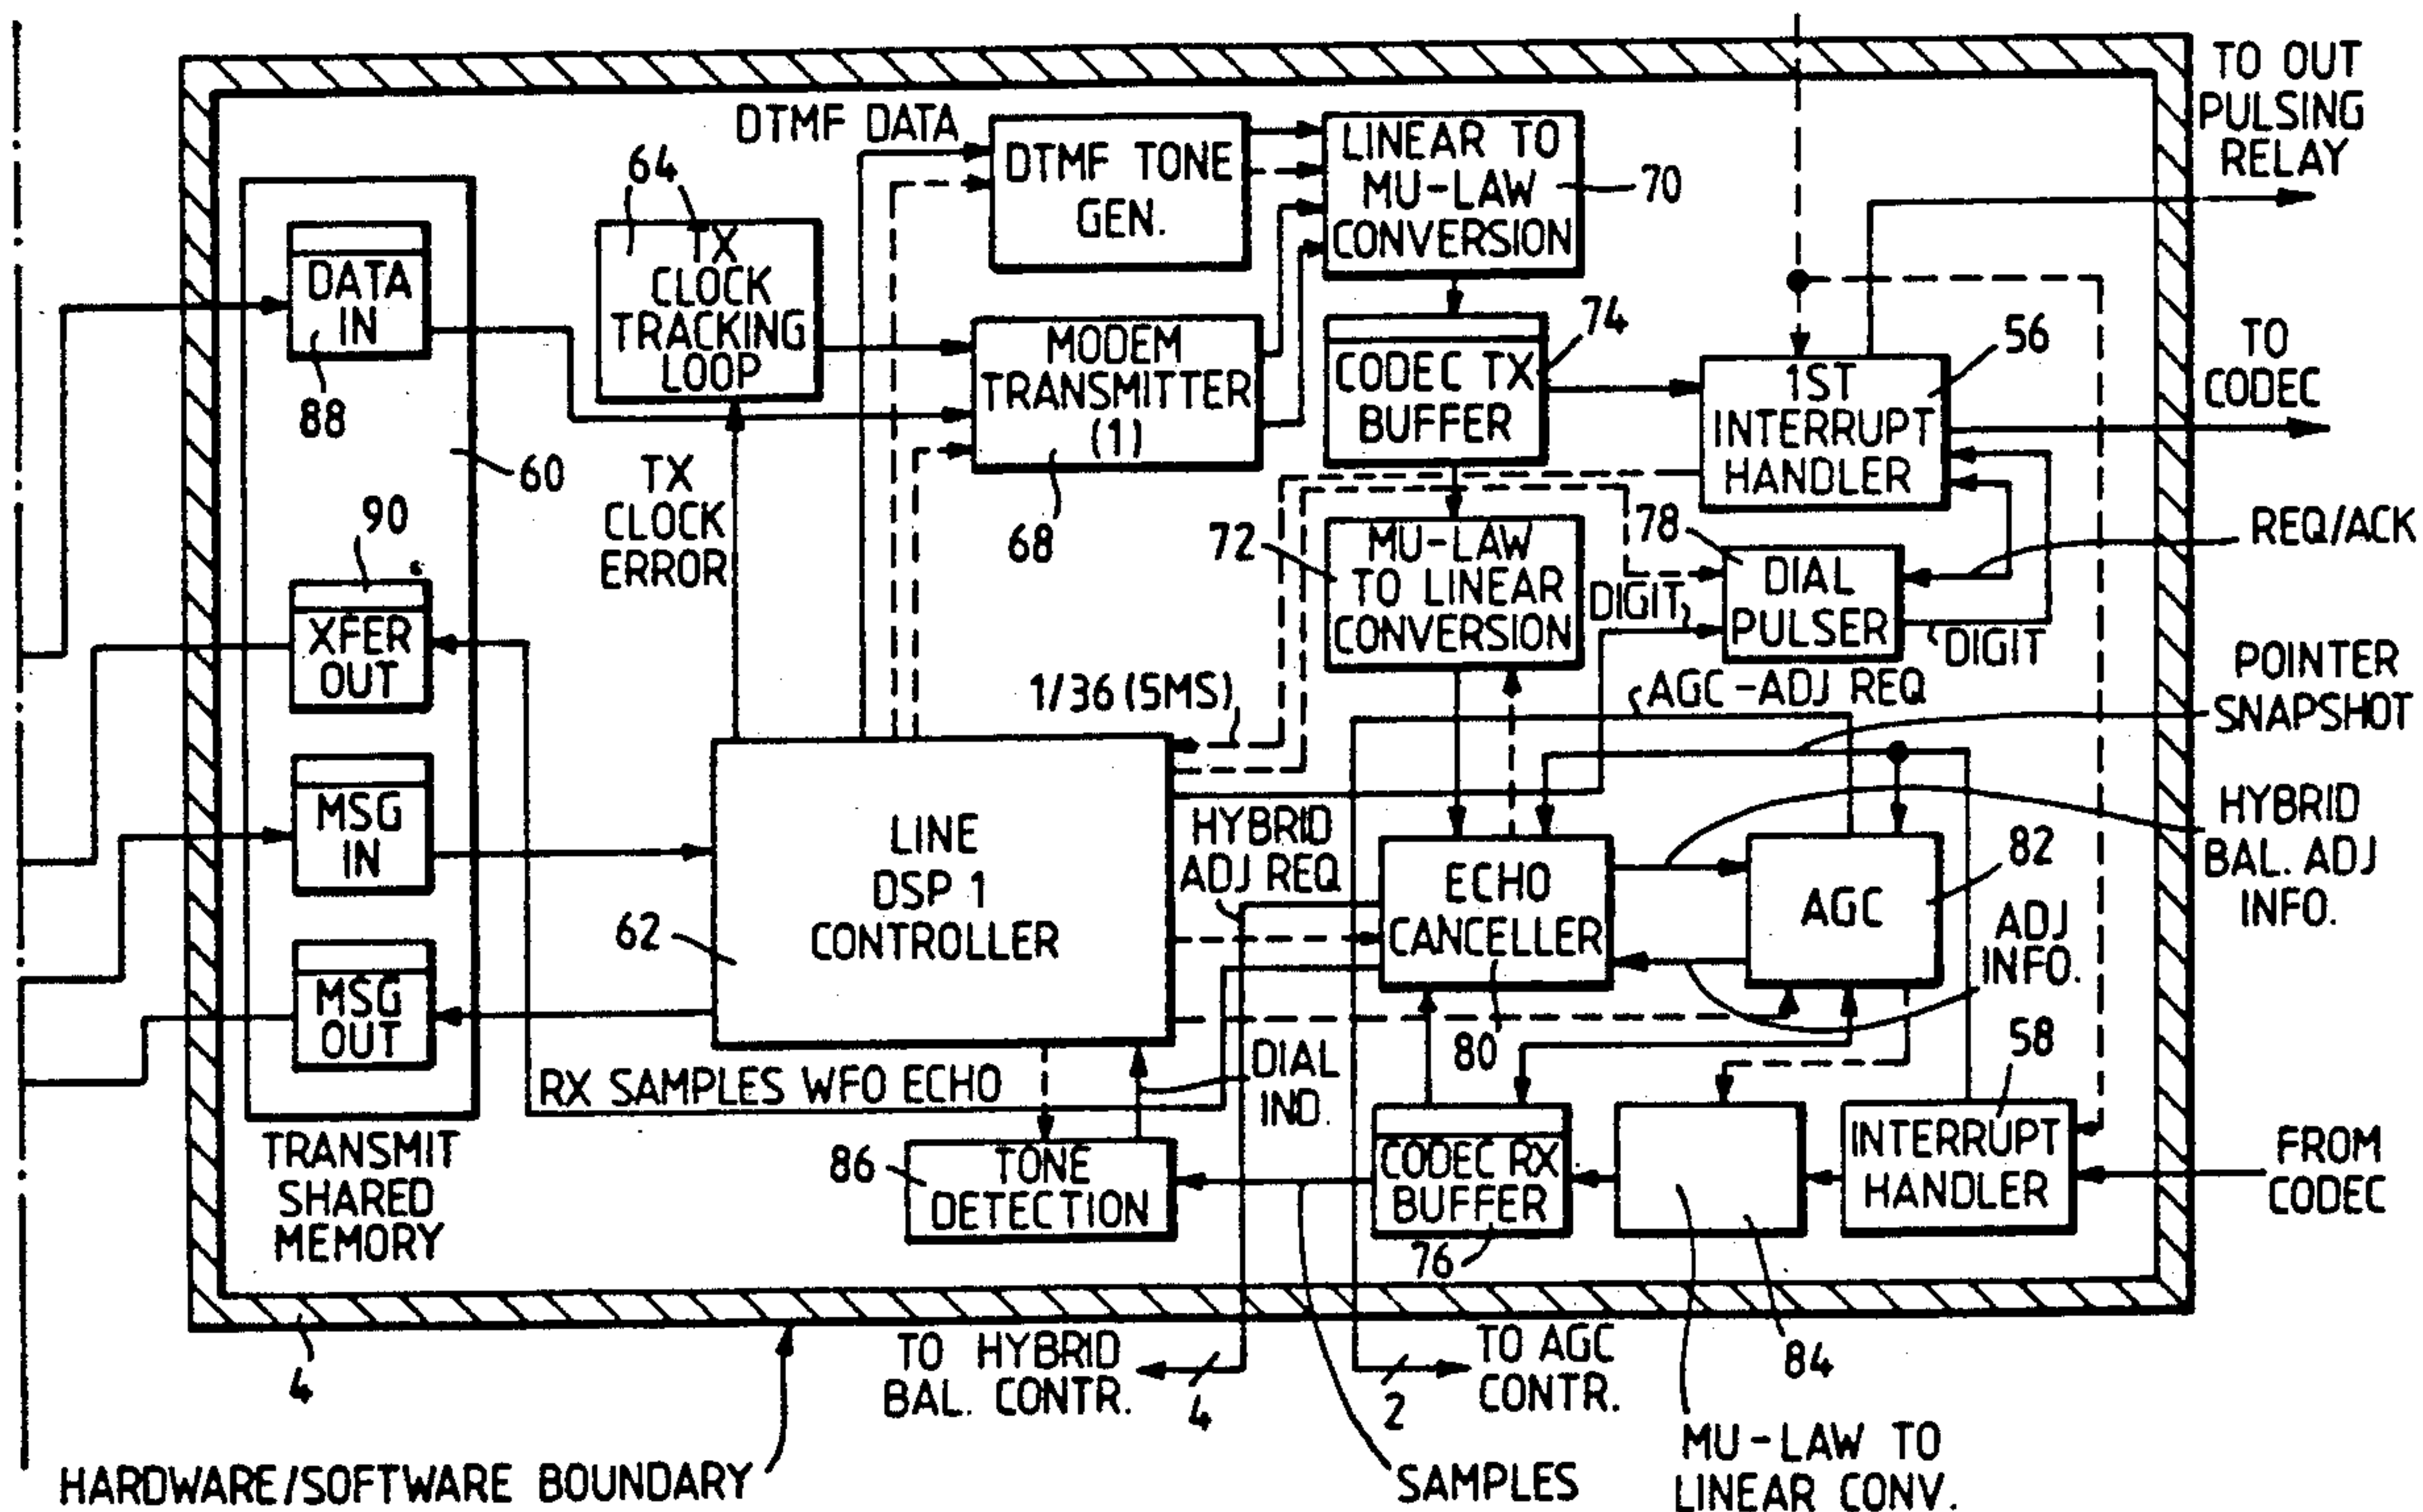 TO OUT
PULSING
RELAY
DTMF DATA
64
TX
CLOCK
TRACKING
LOOP
DTMF TONE
GEN.
LINEAR TO
MU-LAW
CONVERSION
70
DATA
IN
88
MODEM
TRANSMITTER
(1)
68
74
CODEC TX
BUFFER
1ST
INTERRUPT
HANDLER
56
TO
CODEC
60
TX
CLOCK
ERROR
90
XFER
OUT
72
MU-LAW
TO LINEAR
CONVERSION
78
DIAL
PULSER
DIGIT
DIGIT
REQ/ACK
1/36 (5MS)
AGC-ADJ REQ
POINTER
SNAPSHOT
MSG
IN
LINE
DSP 1
CONTROLLER
62
HYBRID
ADJ REQ
ECHO
CANCELLER
80
AGC
82
HYBRID
BAL. ADJ
INFO.
ADJ
INFO.
MSG
OUT
RX SAMPLES WFO ECHO
DIAL
IND.
58
TRANSMIT
SHARED
MEMORY
86
TONE
DETECTION
CODEC RX
BUFFER
76
INTERRUPT
HANDLER
FROM
CODEC
4
TO HYBRID
BAL. CONTR.
4
2
TO AGC
CONTR.
84
HARDWARE/SOFTWARE BOUNDARY
SAMPLES
MU-LAW TO
LINEAR CONV.